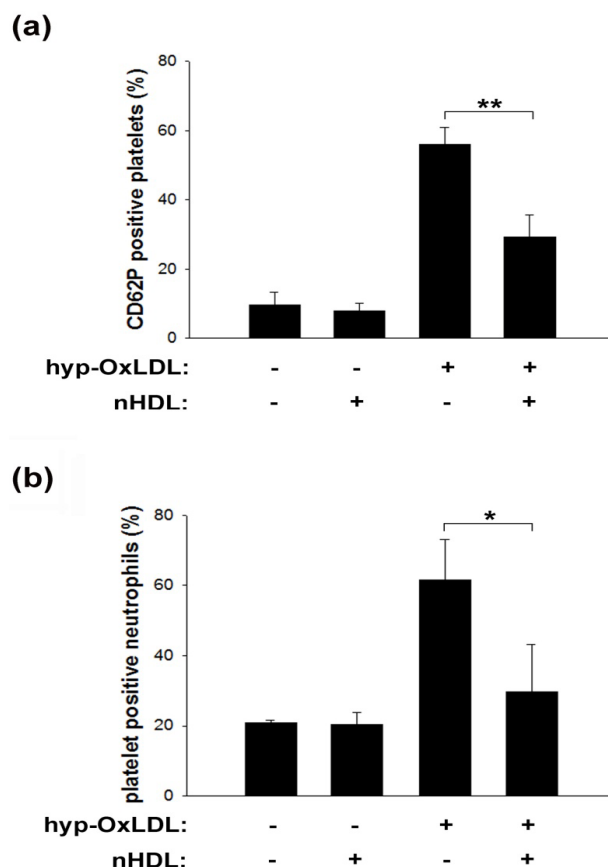 (a)
CD62P positive platelets (%)
80
60
40
20
0
**
hyp-OxLDL: - - + +
nHDL: - + - +
(b)
platelet positive neutrophils (%)
80
60
40
20
0
*
hyp-OxLDL: - - + +
nHDL: - + - +